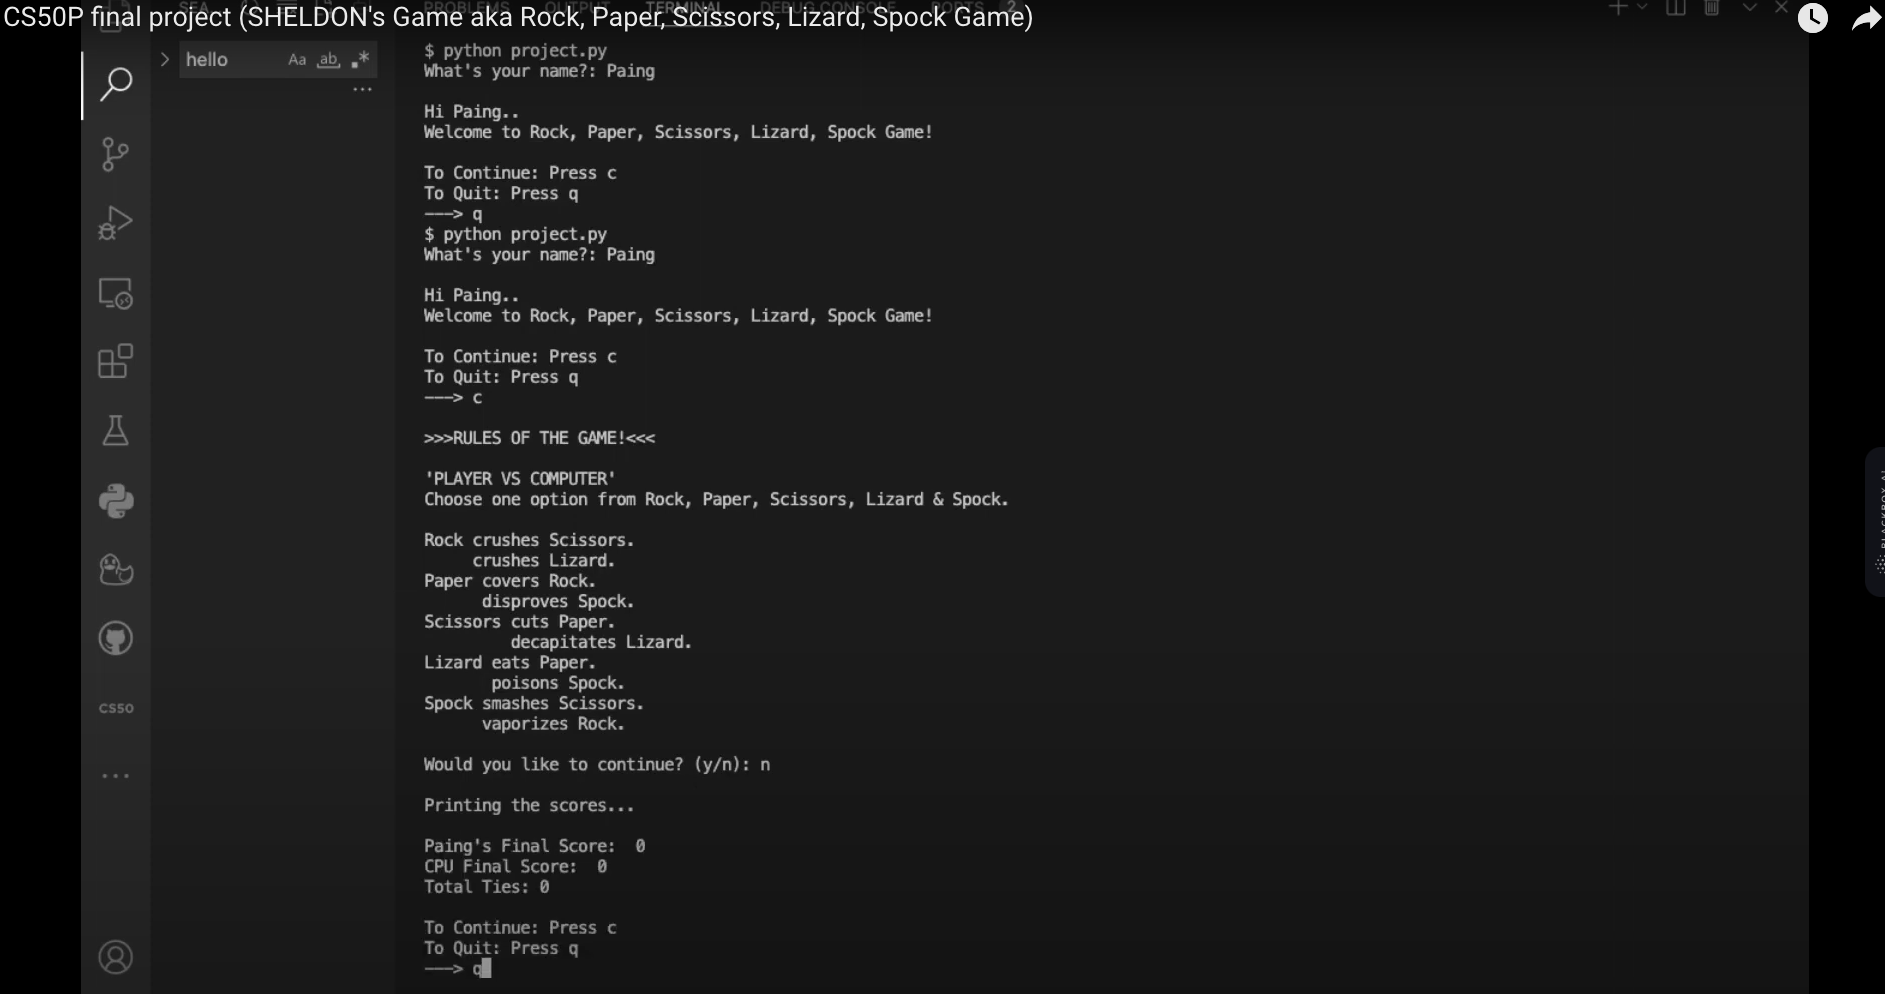 CS50P final project (SHELDON's Game aka Rock, Paper, Scissors, Lizard, Spock Game)
PROBLEMS OUTPUT TERMINAL DEBUG CONSOLE PORTS 2
hello Aa ab
$ python project.py
What's your name?: Paing
Hi Paing..
Welcome to Rock, Paper, Scissors, Lizard, Spock Game!
To Continue: Press c
To Quit: Press q
---> q
$ python project.py
What's your name?: Paing
Hi Paing..
Welcome to Rock, Paper, Scissors, Lizard, Spock Game!
To Continue: Press c
To Quit: Press q
---> c
>>>RULES OF THE GAME!<<<
'PLAYER VS COMPUTER'
Choose one option from Rock, Paper, Scissors, Lizard & Spock.
Rock crushes Scissors.
crushes Lizard.
Paper covers Rock.
disproves Spock.
Scissors cuts Paper.
decapitates Lizard.
Lizard eats Paper.
poisons Spock.
Spock smashes Scissors.
vaporizes Rock.
Would you like to continue? (y/n): n
Printing the scores...
Paing's Final Score:  0
CPU Final Score:  0
Total Ties: 0
To Continue: Press c
To Quit: Press q
---> q
CS50